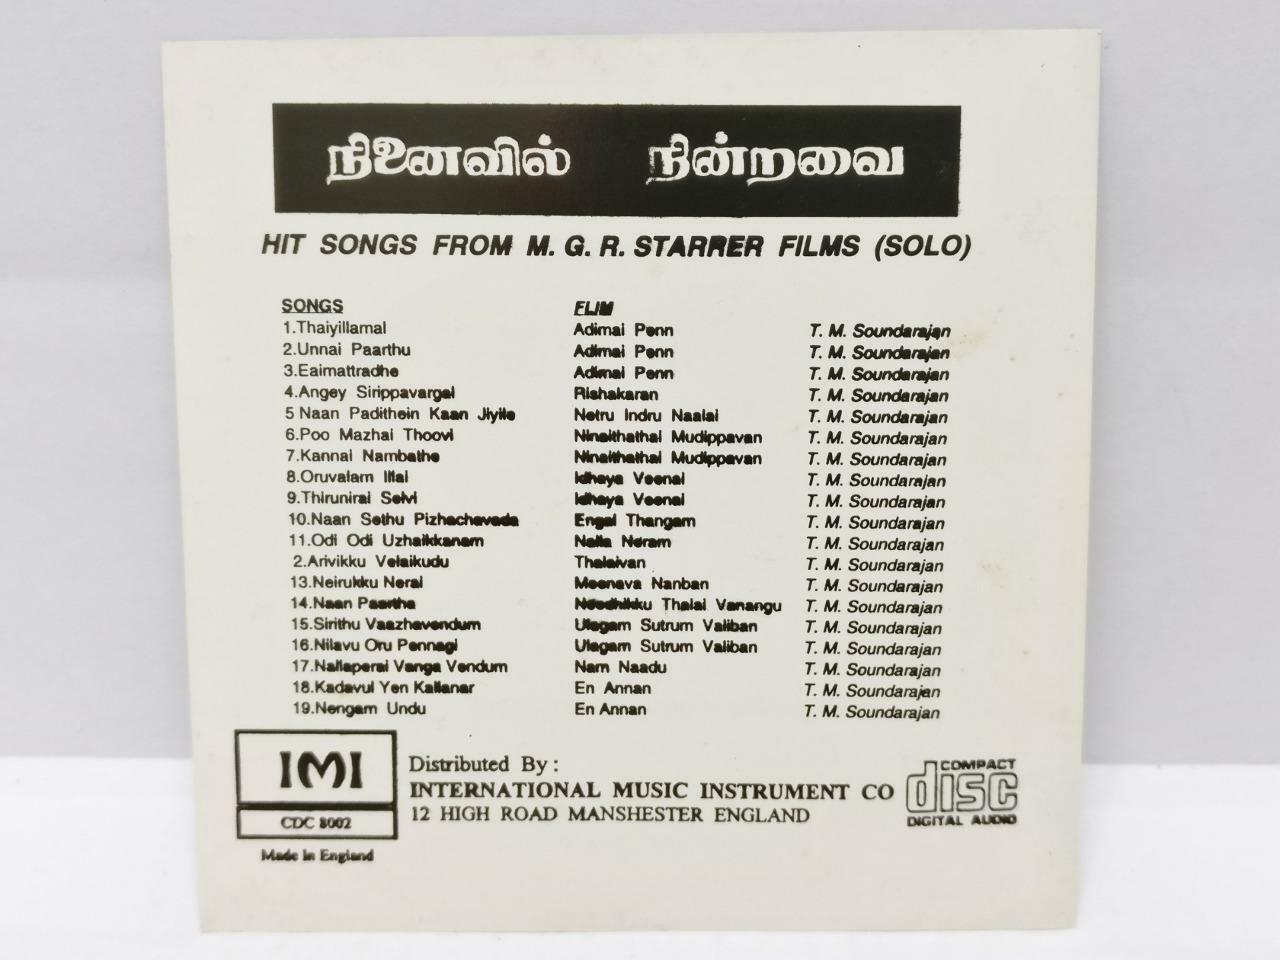 நினைவில் நின்றவை
HIT SONGS FROM M. G. R. STARRER FILMS (SOLO)
SONGS FLIM
1.Thaiyillamal Adimai Penn T. M. Soundarajan
2.Unnai Paarthu Adimai Penn T. M. Soundarajan
3.Eaimattradhe Adimai Penn T. M. Soundarajan
4.Angey Sirippavargal Rishakaran T. M. Soundarajan
5 Naan Padithein Kaan Jiyile Netru Indru Naalai T. M. Soundarajan
6.Poo Mazhai Thoovi Ninaithathai Mudippavan T. M. Soundarajan
7.Kannai Nambathe Ninaithathai Mudippavan T. M. Soundarajan
8.Oruvalam Illai Idhaya Veenai T. M. Soundarajan
9.Thirunirai Selvi Idhaya Veenai T. M. Soundarajan
10.Naan Sethu Pizhachavada Engal Thangam T. M. Soundarajan
11.Odi Odi Uzhaikkanam Nalla Neram T. M. Soundarajan
2.Arivikku Velaikudu Thalaivan T. M. Soundarajan
13.Neirukku Nerai Meenava Nanban T. M. Soundarajan
14.Naan Paartha Needhikku Thalai Vanangu T. M. Soundarajan
15.Sirithu Vaazhavendum Ulagam Sutrum Valiban T. M. Soundarajan
16.Nilavu Oru Pennagi Ulagam Sutrum Valiban T. M. Soundarajan
17.Nallaperai Vanga Vendum Nam Naadu T. M. Soundarajan
18.Kadavul Yen Kallanar En Annan T. M. Soundarajan
19.Nengam Undu En Annan T. M. Soundarajan
IMI
CDC 8002
Made In England
Distributed By :
INTERNATIONAL MUSIC INSTRUMENT CO
12 HIGH ROAD MANSHESTER ENGLAND
COMPACT
disc
DIGITAL AUDIO